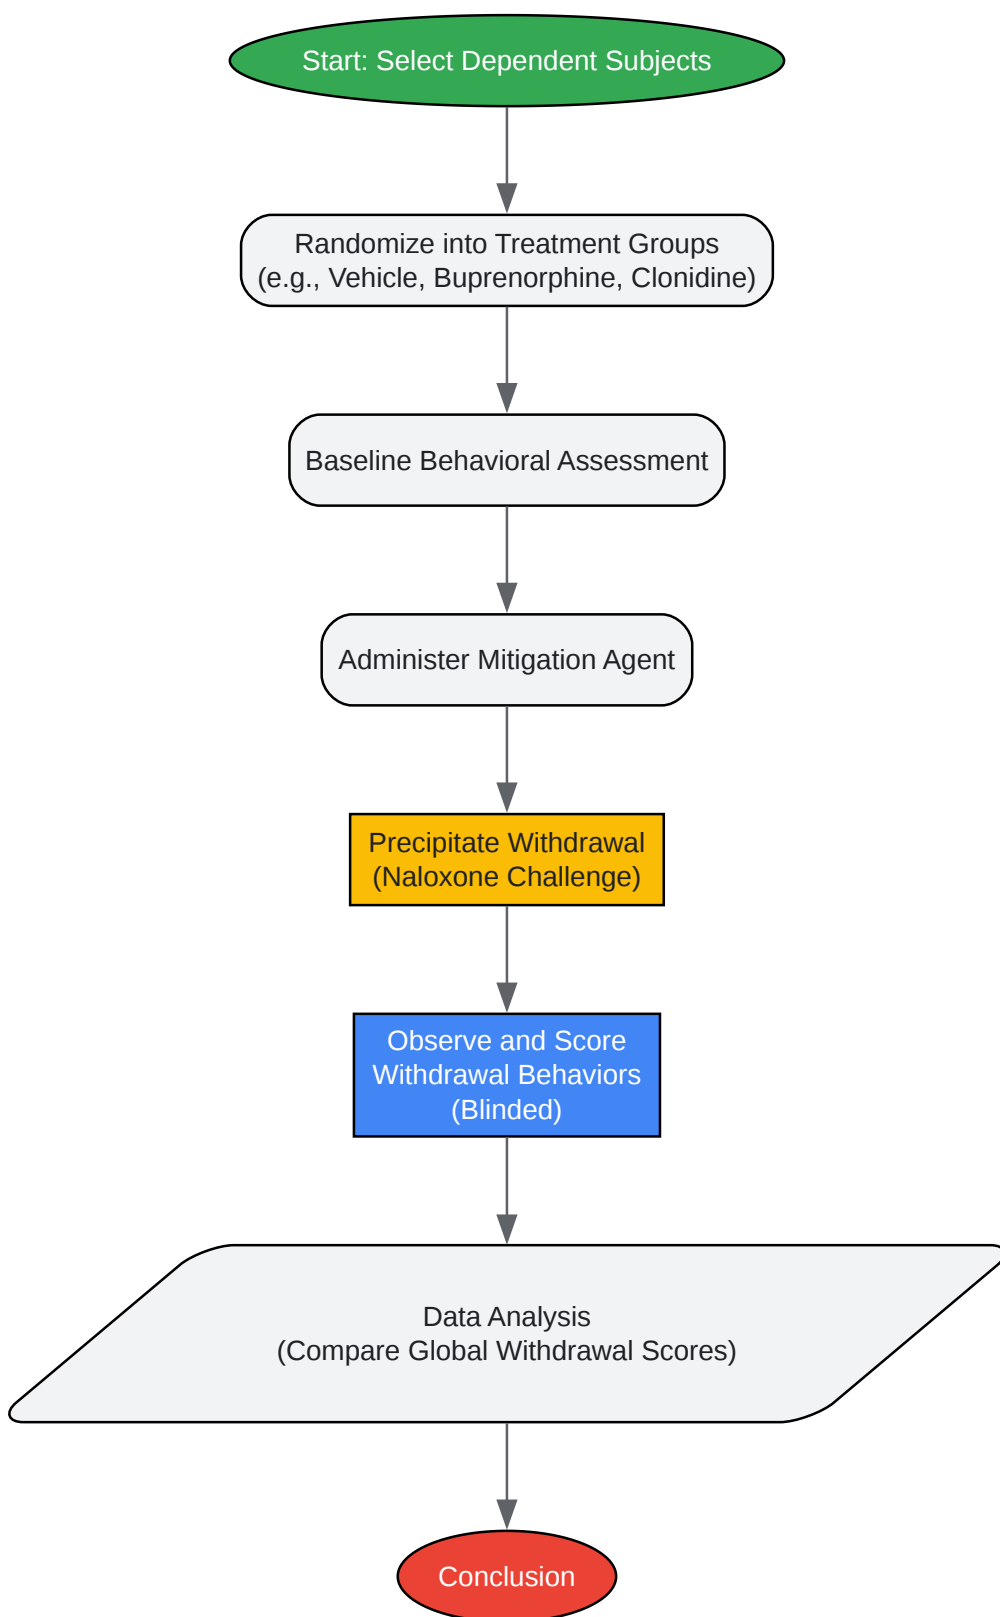 Start: Select Dependent Subjects
Randomize into Treatment Groups
(e.g., Vehicle, Buprenorphine, Clonidine)
Baseline Behavioral Assessment
Administer Mitigation Agent
Precipitate Withdrawal
(Naloxone Challenge)
Observe and Score
Withdrawal Behaviors
(Blinded)
Data Analysis
(Compare Global Withdrawal Scores)
Conclusion